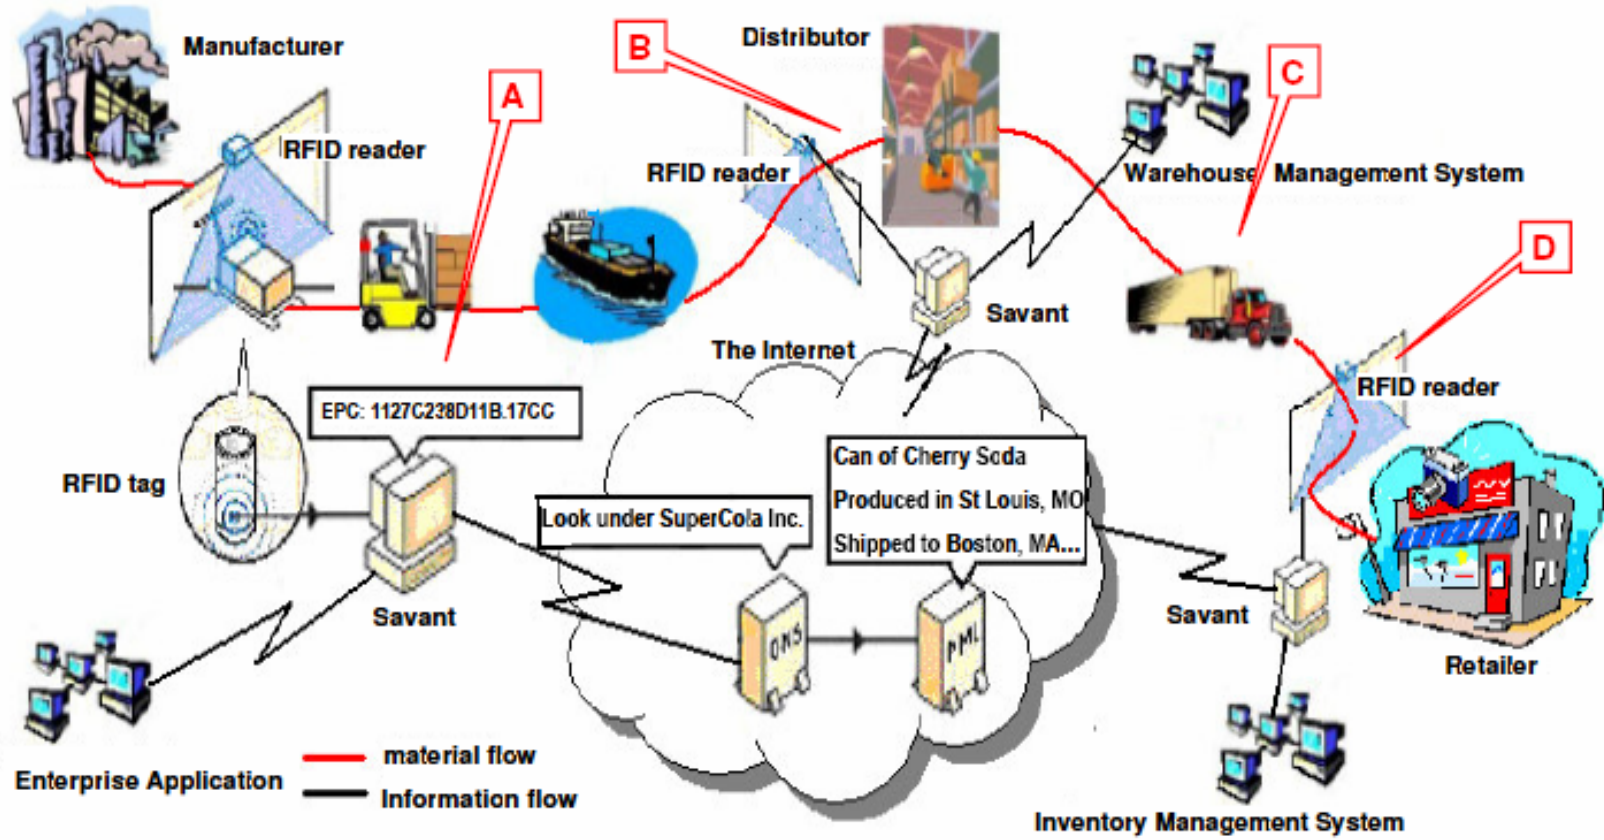 Manufacturer
B
Distributor
A
C
RFID reader
RFID reader
Warehouse Management System
D
Savant
The Internet
RFID reader
EPC: 1127C238D11B.17CC
RFID tag
Can of Cherry Soda
Produced in St Louis, MO
Shipped to Boston, MA...
Look under SuperCola Inc.
Savant
Savant
ONS
PML
Retailer
material flow
Enterprise Application
Information flow
Inventory Management System